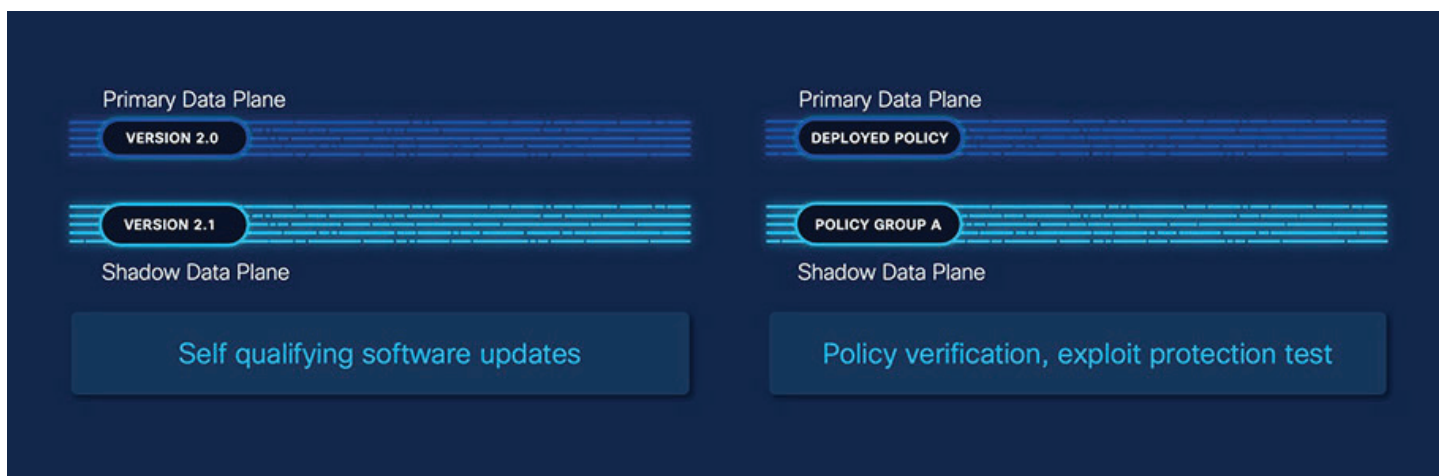 Primary Data Plane
VERSION 2.0
VERSION 2.1
Shadow Data Plane
Self qualifying software updates
Primary Data Plane
DEPLOYED POLICY
POLICY GROUP A
Shadow Data Plane
Policy verification, exploit protection test